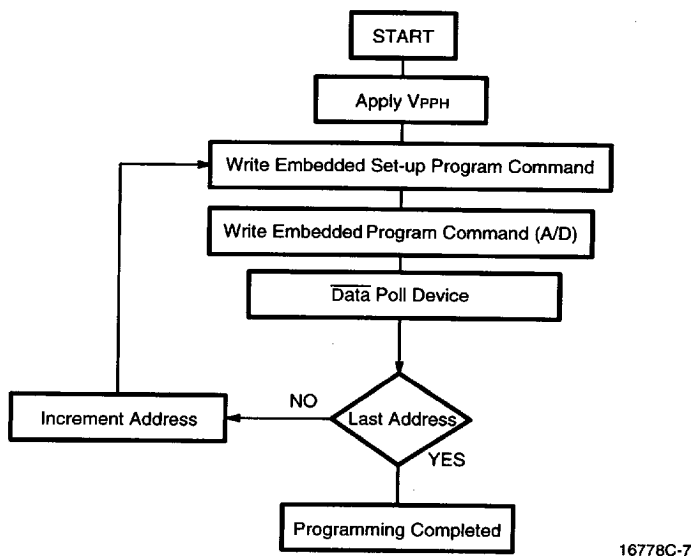 START
Apply VPPH
Write Embedded Set-up Program Command
Write Embedded Program Command (A/D)
Data Poll Device
NO
Increment Address
Last Address
YES
Programming Completed
16778C-7